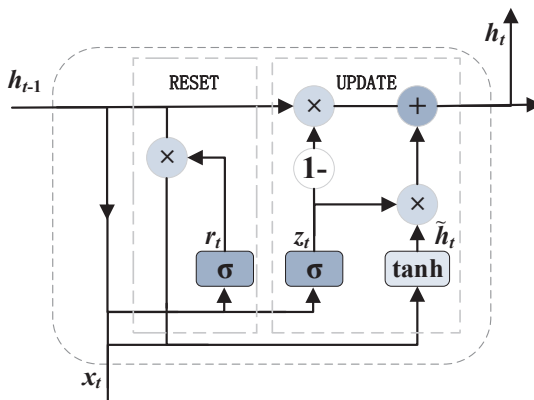 h_t
h_{t-1}
RESET
UPDATE
×
+
×
1-
×
r_t
z_t
h̃_t
σ
σ
tanh
x_t